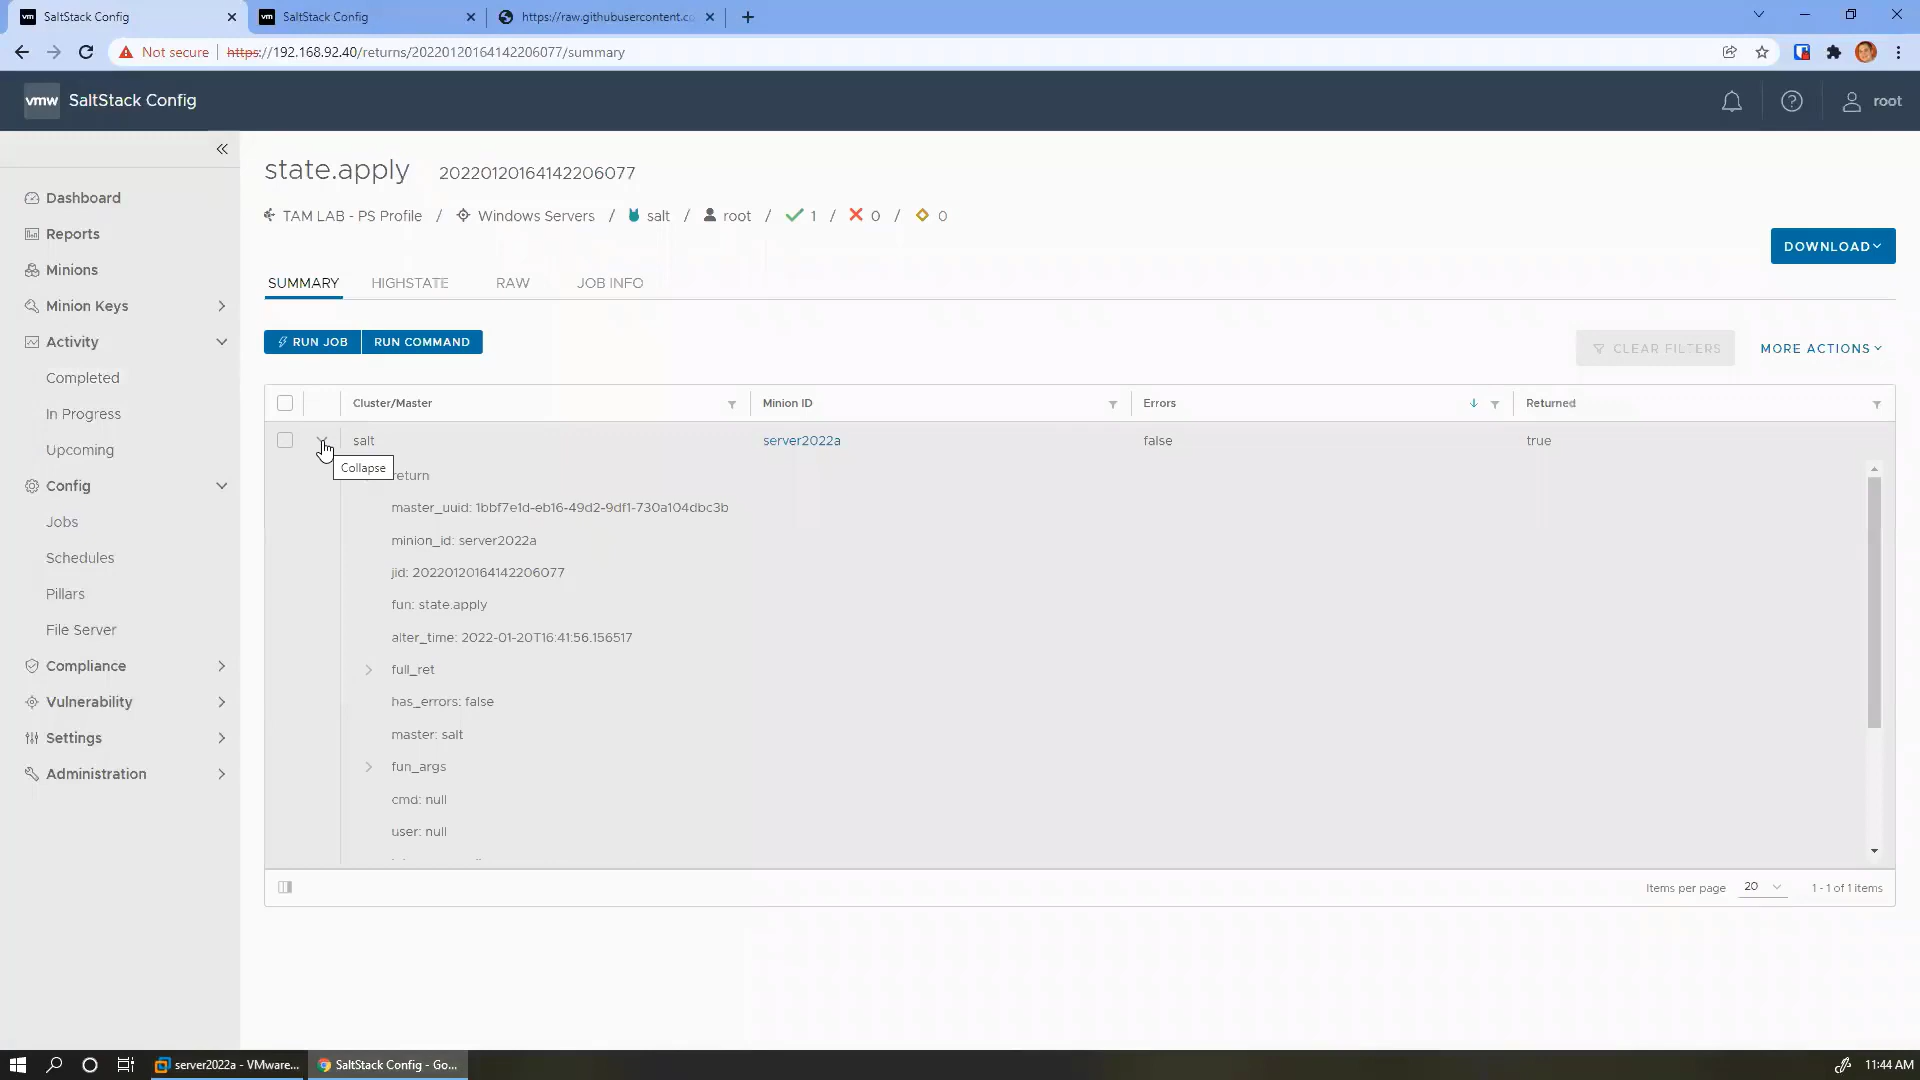 SaltStack Config
SaltStack Config
https://raw.githubusercontent.co
Not secure
https://192.168.92.40/returns/20220120164142206077/summary
vmw
SaltStack Config
root
Dashboard
Reports
Minions
Minion Keys
Activity
Completed
In Progress
Upcoming
Config
Jobs
Schedules
Pillars
File Server
Compliance
Vulnerability
Settings
Administration
state.apply 20220120164142206077
TAM LAB - PS Profile / Windows Servers / salt / root / 1 / 0 / 0
DOWNLOAD
SUMMARY HIGHSTATE RAW JOB INFO
RUN JOB RUN COMMAND
CLEAR FILTERS MORE ACTIONS
Cluster/Master Minion ID Errors Returned
salt server2022a false true
Collapse
return
master_uuid: 1bbf7e1d-eb16-49d2-9df1-730a104dbc3b
minion_id: server2022a
jid: 20220120164142206077
fun: state.apply
alter_time: 2022-01-20T16:41:56.156517
full_ret
has_errors: false
master: salt
fun_args
cmd: null
user: null
Items per page 20 1 - 1 of 1 items
server2022a - VMware...
SaltStack Config - Go...
11:44 AM